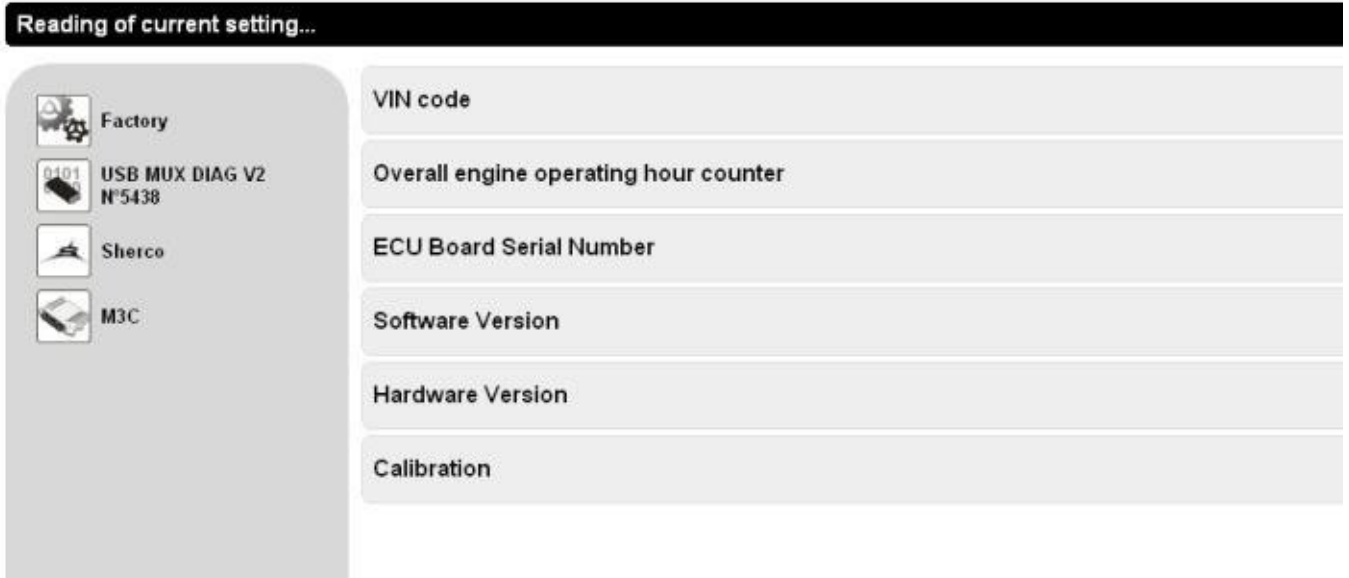 Reading of current setting...
Factory
USB MUX DIAG V2
N°5438
Sherco
M3C
VIN code
Overall engine operating hour counter
ECU Board Serial Number
Software Version
Hardware Version
Calibration